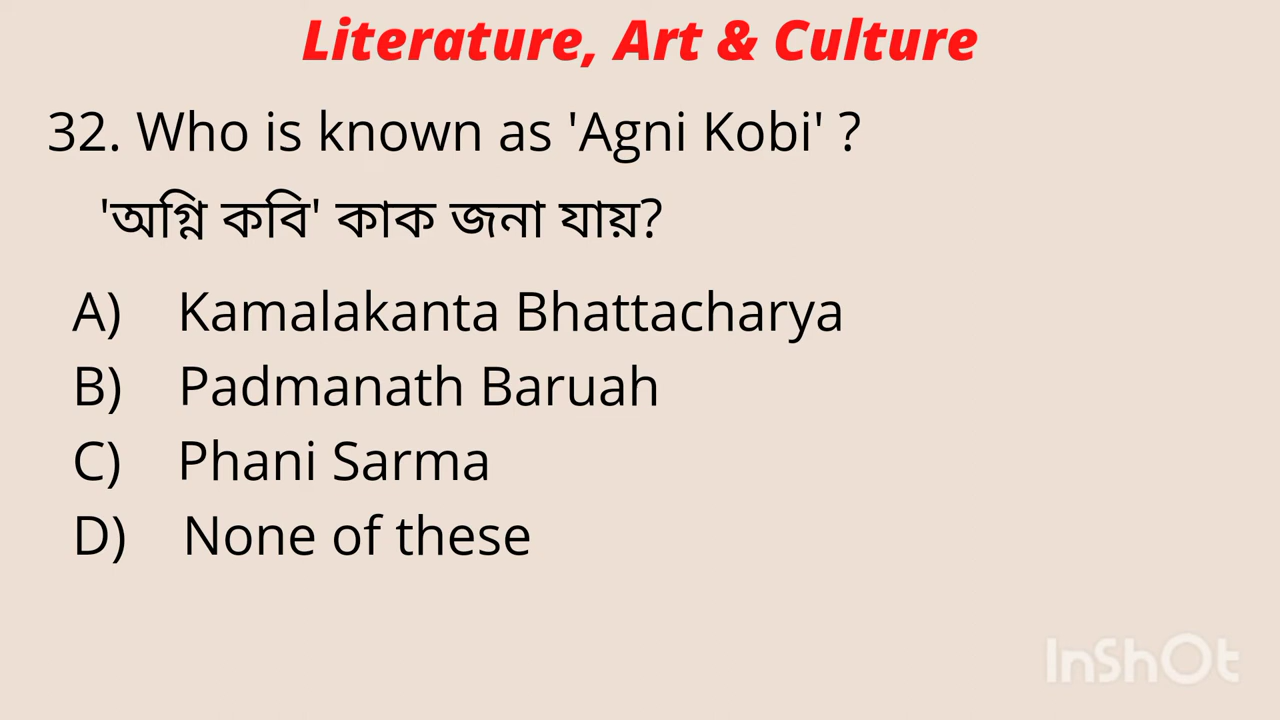 Literature, Art & Culture
32. Who is known as 'Agni Kobi' ?
'অগ্নি কবি' কাক জনা যায়?
A) Kamalakanta Bhattacharya
B) Padmanath Baruah
C) Phani Sarma
D) None of these
InShOt